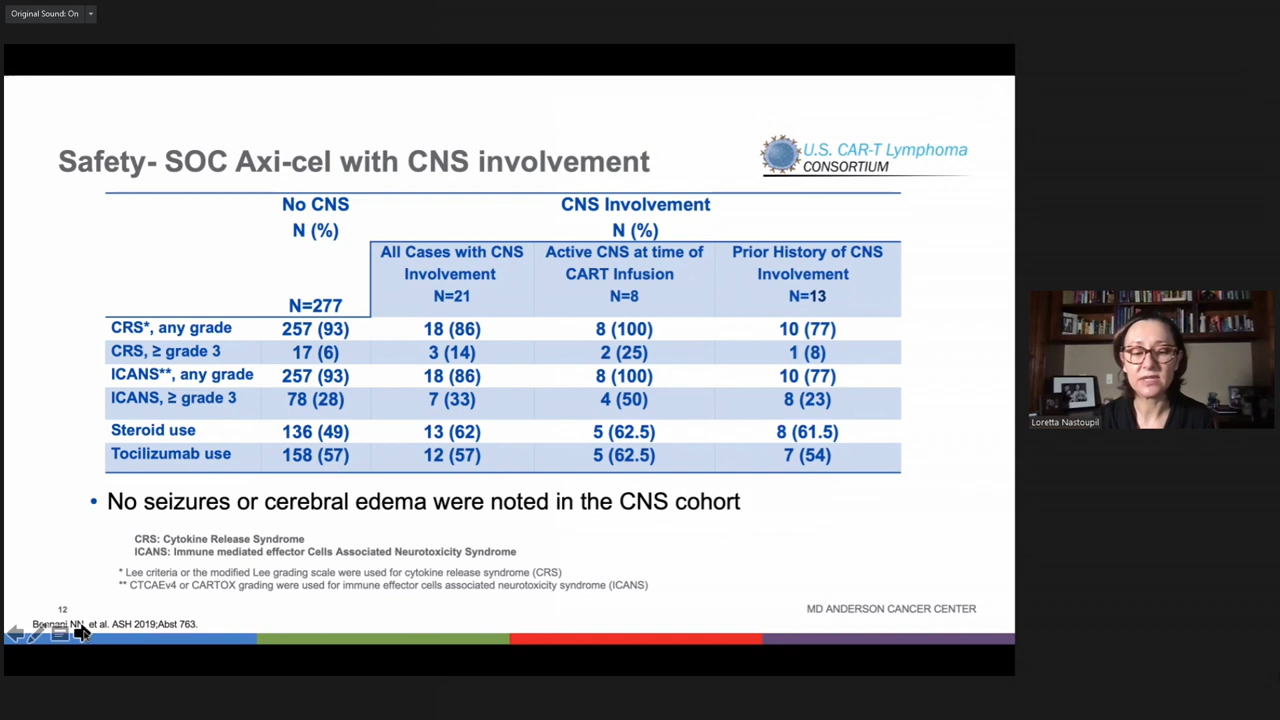 Original Sound: On
Safety- SOC Axi-cel with CNS involvement
U.S. CAR-T Lymphoma
CONSORTIUM
No CNS
N (%)
N=277
CNS Involvement
N (%)
All Cases with CNS
Involvement
N=21
Active CNS at time of
CART Infusion
N=8
Prior History of CNS
Involvement
N=13
CRS*, any grade 257 (93) 18 (86) 8 (100) 10 (77)
CRS, ≥ grade 3 17 (6) 3 (14) 2 (25) 1 (8)
ICANS**, any grade 257 (93) 18 (86) 8 (100) 10 (77)
ICANS, ≥ grade 3 78 (28) 7 (33) 4 (50) 8 (23)
Steroid use 136 (49) 13 (62) 5 (62.5) 8 (61.5)
Tocilizumab use 158 (57) 12 (57) 5 (62.5) 7 (54)
• No seizures or cerebral edema were noted in the CNS cohort
CRS: Cytokine Release Syndrome
ICANS: Immune mediated effector Cells Associated Neurotoxicity Syndrome
* Lee criteria or the modified Lee grading scale were used for cytokine release syndrome (CRS)
** CTCAEv4 or CARTOX grading were used for immune effector cells associated neurotoxicity syndrome (ICANS)
12
MD ANDERSON CANCER CENTER
NN, et al. ASH 2019;Abst 763.
Loretta Nastoupil